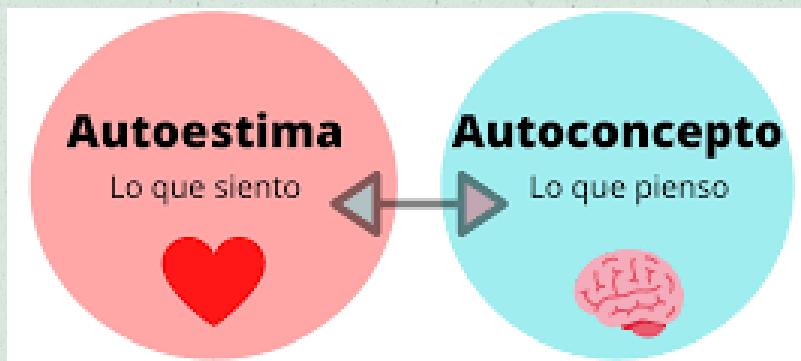 Autoestima
Lo que siento
Autoconcepto
Lo que pienso